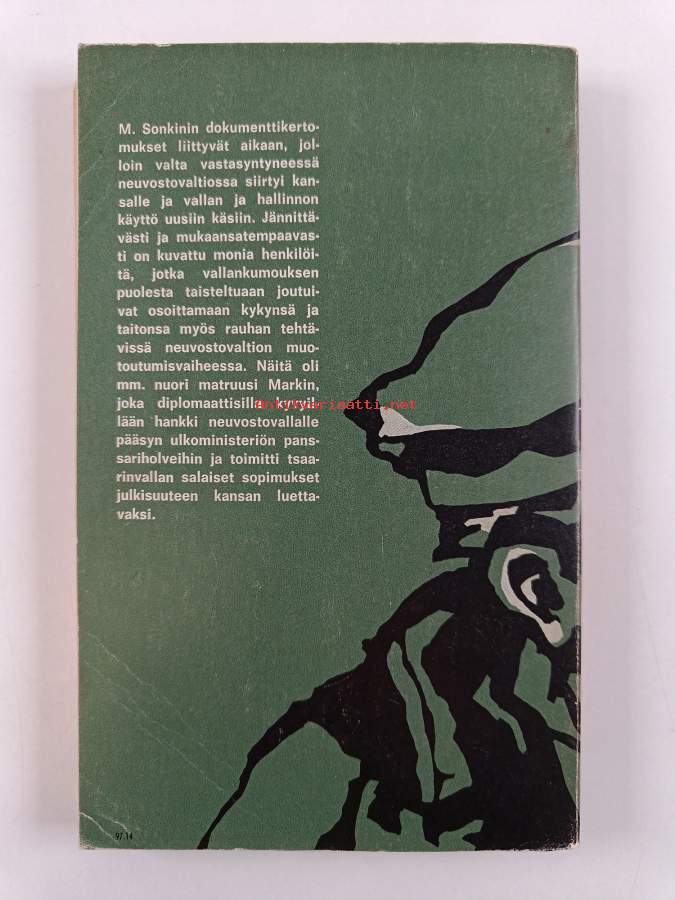 M. Sonkinin dokumenttikerto-
mukset liittyvät aikaan, jol-
loin valta vastasyntyneessä
neuvostovaltiossa siirtyi kan-
salle ja vallan ja hallinnon
käyttö uusiin käsiin. Jännittä-
västi ja mukaansatempaavas-
ti on kuvattu monia henkilöi-
tä, jotka vallankumouksen
puolesta taisteltuaan joutui-
vat osoittamaan kykynsä ja
taitonsa myös rauhan tehtä-
vissä neuvostovaltion muo-
toutumisvaiheessa. Näitä oli
mm. nuori matruusi Markin,
joka diplomaattisilla kyvyil-
lään hankki neuvostovallalle
pääsyn ulkoministeriön pans-
sariholveihin ja toimitti tsaa-
rinvallan salaiset sopimukset
julkisuuteen kansan luetta-
vaksi.
antikvariaatti.net
97.14